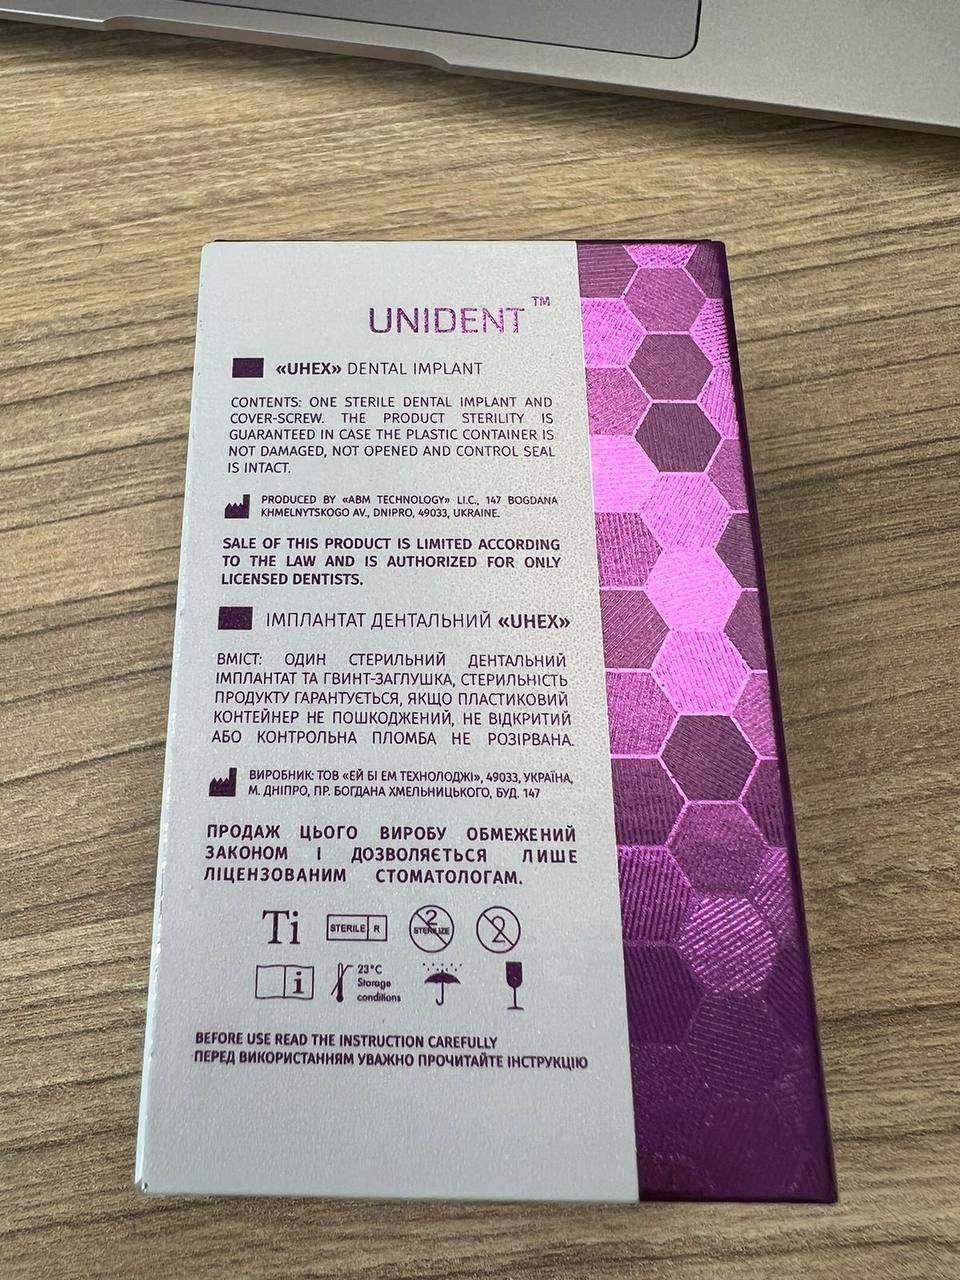 UNIDENT™
«UHEX» DENTAL IMPLANT
CONTENTS: ONE STERILE DENTAL IMPLANT AND
COVER-SCREW. THE PRODUCT STERILITY IS
GUARANTEED IN CASE THE PLASTIC CONTAINER IS
NOT DAMAGED, NOT OPENED AND CONTROL SEAL
IS INTACT.
PRODUCED BY «ABM TECHNOLOGY» LI.C., 147 BOGDANA
KHMELNYTSKOGO AV., DNIPRO, 49033, UKRAINE.
SALE OF THIS PRODUCT IS LIMITED ACCORDING
TO THE LAW AND IS AUTHORIZED FOR ONLY
LICENSED DENTISTS.
ІМПЛАНТАТ ДЕНТАЛЬНИЙ «UHEX»
ВМІСТ: ОДИН СТЕРИЛЬНИЙ ДЕНТАЛЬНИЙ
ІМПЛАНТАТ ТА ГВИНТ-ЗАГЛУШКА, СТЕРИЛЬНІСТЬ
ПРОДУКТУ ГАРАНТУЄТЬСЯ, ЯКЩО ПЛАСТИКОВИЙ
КОНТЕЙНЕР НЕ ПОШКОДЖЕНИЙ, НЕ ВІДКРИТИЙ
АБО КОНТРОЛЬНА ПЛОМБА НЕ РОЗІРВАНА.
ВИРОБНИК: ТОВ «ЕЙ БІ ЕМ ТЕХНОЛОДЖІ», 49033, УКРАЇНА,
М. ДНІПРО, ПР. БОГДАНА ХМЕЛЬНИЦЬКОГО, БУД. 147
ПРОДАЖ ЦЬОГО ВИРОБУ ОБМЕЖЕНИЙ
ЗАКОНОМ І ДОЗВОЛЯЄТЬСЯ ЛИШЕ
ЛІЦЕНЗОВАНИМ СТОМАТОЛОГАМ.
Ti STERILE R 2 STERILIZE 2
i 23°C
Storage
conditions
BEFORE USE READ THE INSTRUCTION CAREFULLY
ПЕРЕД ВИКОРИСТАННЯМ УВАЖНО ПРОЧИТАЙТЕ ІНСТРУКЦІЮ